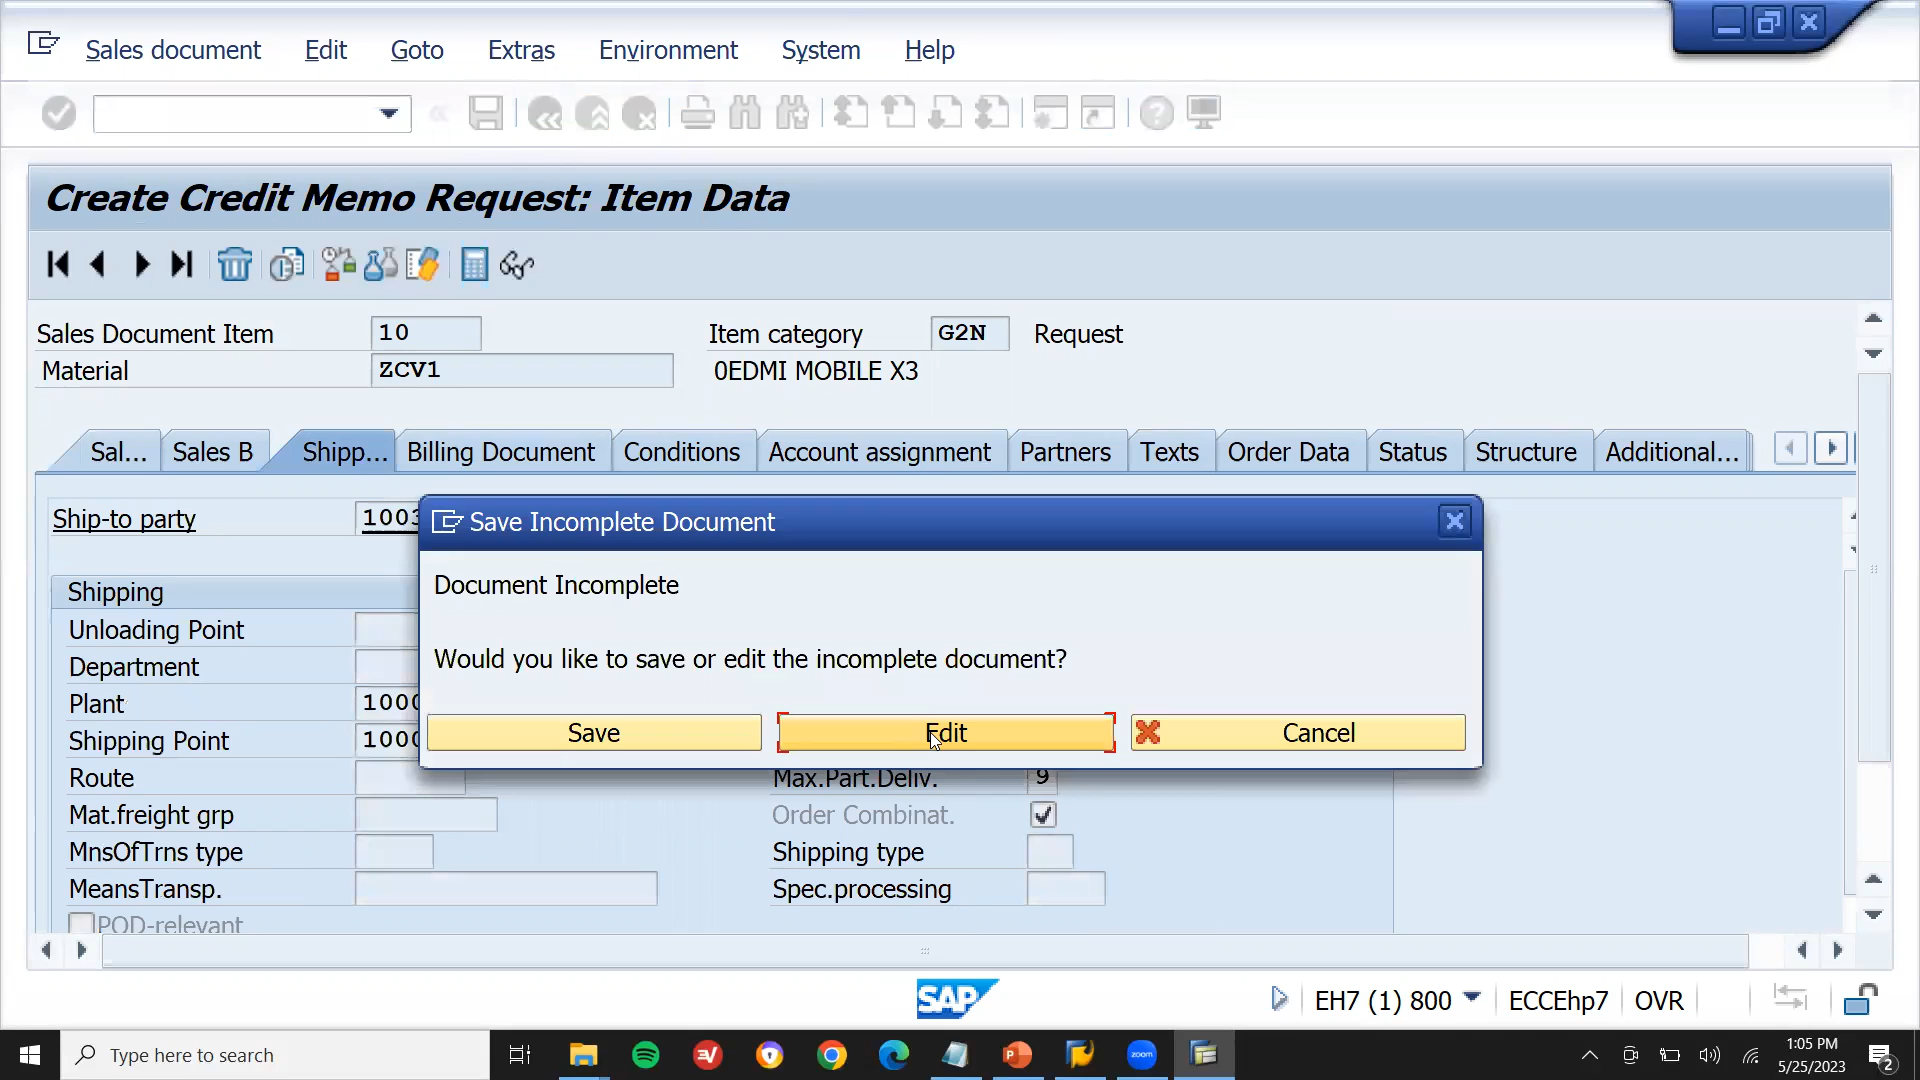 Sales document Edit Goto Extras Environment System Help
Create Credit Memo Request: Item Data
Sales Document Item 10 Item category G2N Request
Material ZCV1 0EDMI MOBILE X3
Sal... Sales B Shipp... Billing Document Conditions Account assignment Partners Texts Order Data Status Structure Additional...
Ship-to party 1003
Save Incomplete Document
Document Incomplete
Would you like to save or edit the incomplete document?
Save Edit Cancel
Shipping
Unloading Point
Department
Plant 1000
Shipping Point 1000
Route Max.Part.Deliv. 9
Mat.freight grp Order Combinat.
MnsOfTrns type Shipping type
MeansTransp. Spec.processing
POD-relevant
SAP EH7 (1) 800 ECCEhp7 OVR
Type here to search
zoom
1:05 PM
5/25/2023
2